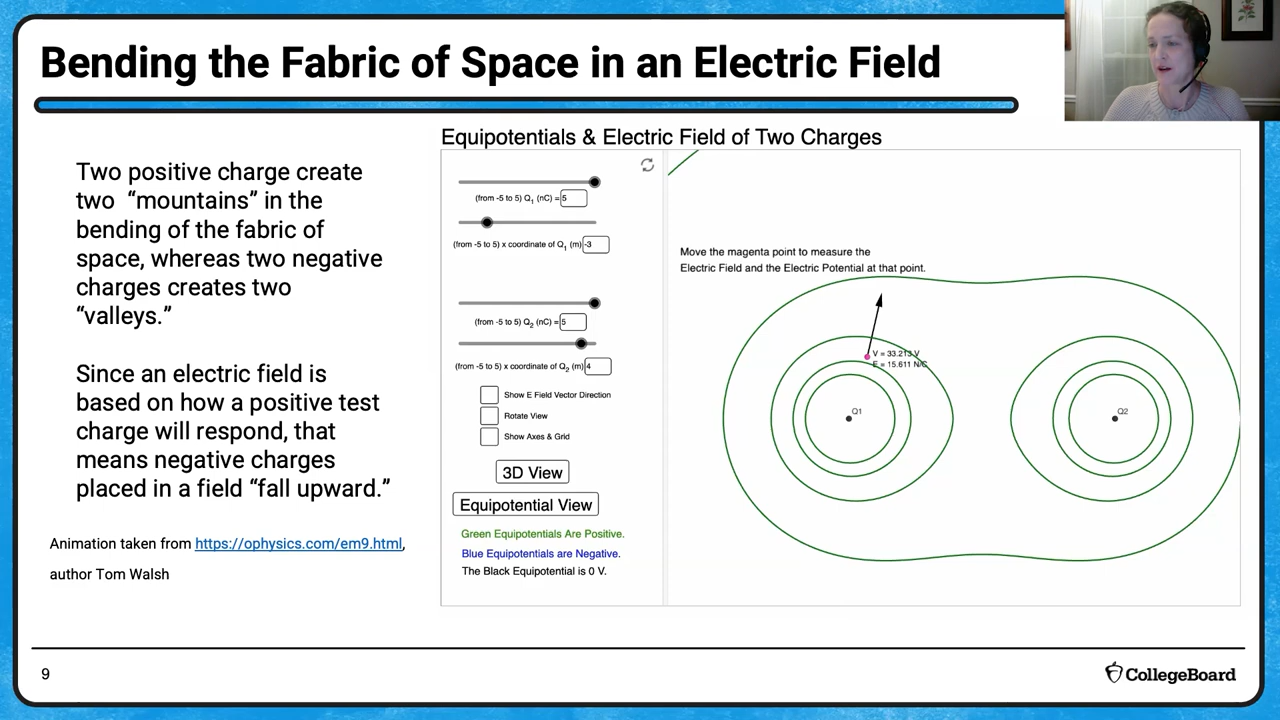 Bending the Fabric of Space in an Electric Field
Two positive charge create
two "mountains" in the
bending of the fabric of
space, whereas two negative
charges creates two
"valleys."
Since an electric field is
based on how a positive test
charge will respond, that
means negative charges
placed in a field "fall upward."
Animation taken from https://ophysics.com/em9.html,
author Tom Walsh
Equipotentials & Electric Field of Two Charges
(from -5 to 5) Q1 (nC) = 5
(from -5 to 5) x coordinate of Q1 (m) -3
(from -5 to 5) Q2 (nC) = 5
(from -5 to 5) x coordinate of Q2 (m) 4
Show E Field Vector Direction
Rotate View
Show Axes & Grid
3D View
Equipotential View
Green Equipotentials Are Positive.
Blue Equipotentials are Negative.
The Black Equipotential is 0 V.
Move the magenta point to measure the
Electric Field and the Electric Potential at that point.
V = 33.213 V
E = 15.611 N/C
Q1
Q2
9
CollegeBoard